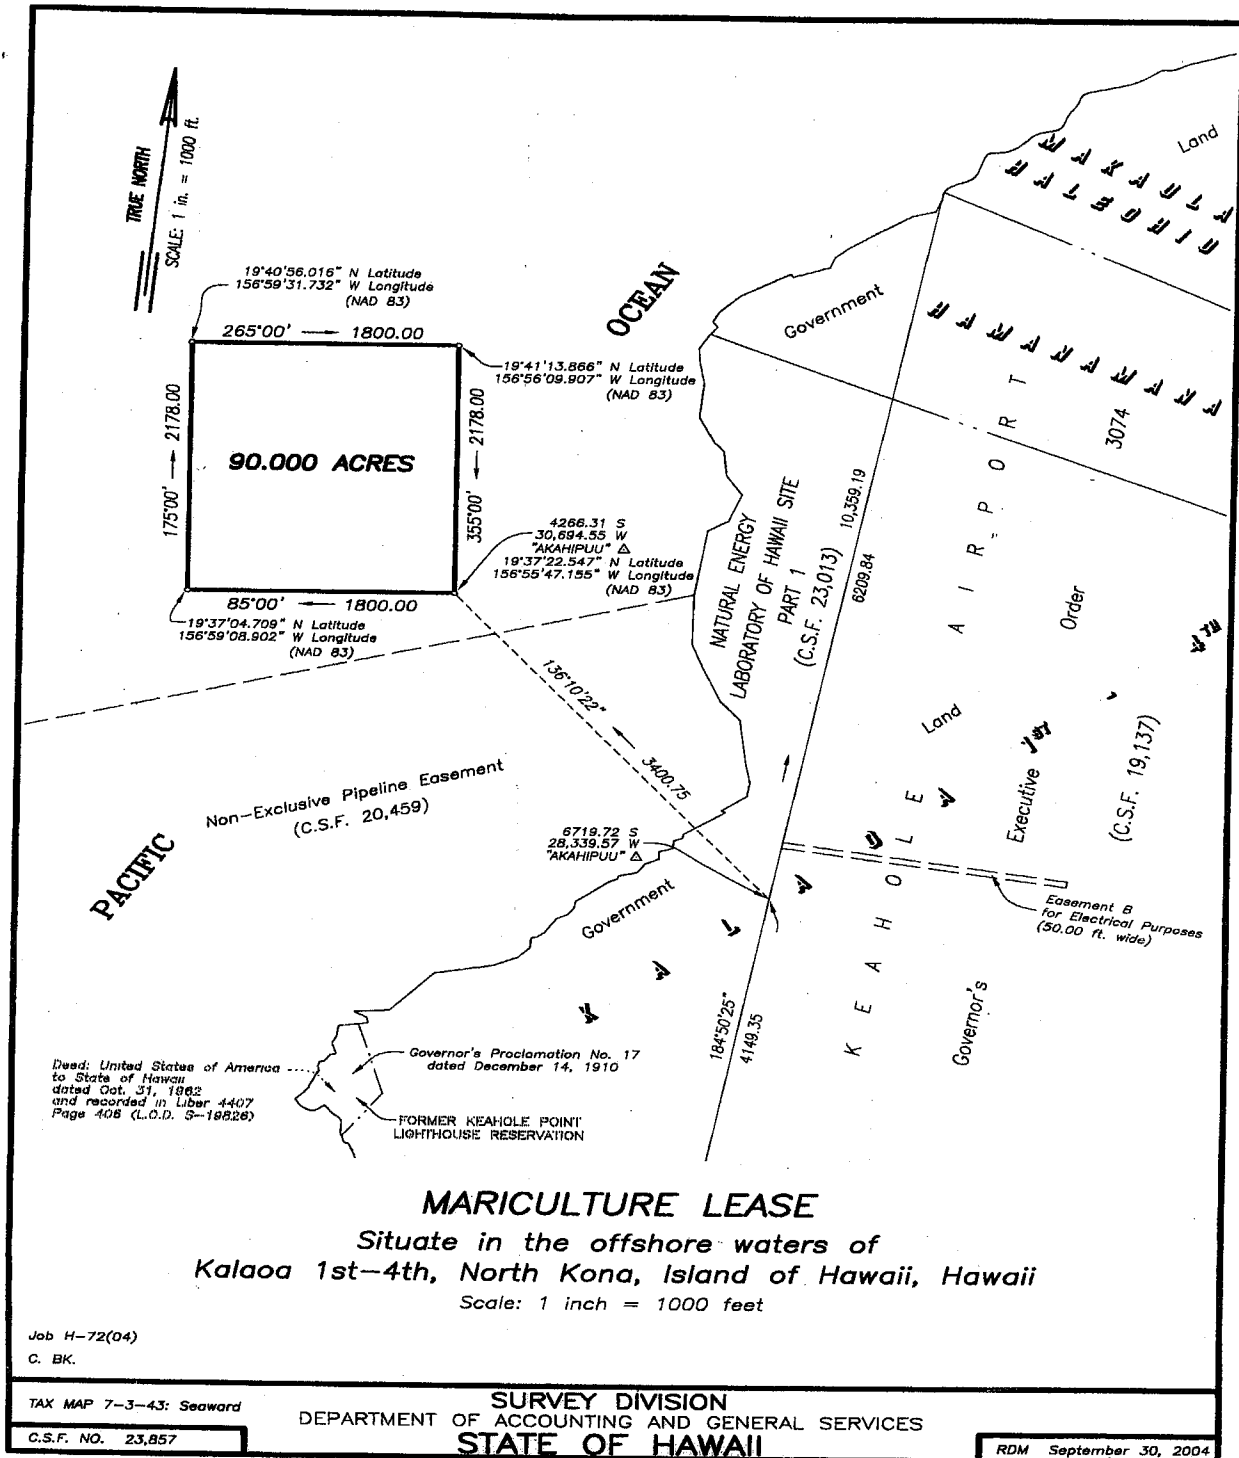 TRUE NORTH
SCALE: 1 in. = 1000 ft.
19°40'56.016" N Latitude
156°59'31.732" W Longitude
(NAD 83)
265°00' 1800.00
19°41'13.866" N Latitude
156°56'09.907" W Longitude
(NAD 83)
175°00' 2178.00
90.000 ACRES
355°00' 2178.00
4266.31 S
30,694.55 W
"AKAHIPUU" △
19°37'22.547" N Latitude
156°55'47.155" W Longitude
(NAD 83)
85°00' 1800.00
19°37'04.709" N Latitude
156°59'08.902" W Longitude
(NAD 83)
OCEAN
Land
MAKAULA
HALEOHIU
Government
HAMANAMANA
3074
NATURAL ENERGY
LABORATORY OF HAWAII SITE
PART 1
(C.S.F. 23,013)
10,359.19
6209.84
KEAHOLE AIRPORT
Order
Land
Executive
(C.S.F. 19,137)
1ST
4TH
136°10'22"
3400.75
Non-Exclusive Pipeline Easement
(C.S.F. 20,459)
PACIFIC
6719.72 S
28,339.57 W
"AKAHIPUU" △
Government
Easement B
for Electrical Purposes
(50.00 ft. wide)
Governor's
184°50'25"
4149.35
Governor's Proclamation No. 17
dated December 14, 1910
Deed: United States of America
to State of Hawaii
dated Oct. 31, 1962
and recorded in Liber 4407
Page 406 (L.O.D. S-19826)
FORMER KEAHOLE POINT
LIGHTHOUSE RESERVATION
MARICULTURE LEASE
Situate in the offshore waters of
Kalaoa 1st-4th, North Kona, Island of Hawaii, Hawaii
Scale: 1 inch = 1000 feet
Job H-72(04)
C. BK.
TAX MAP 7-3-43: Seaward
C.S.F. NO. 23,857
SURVEY DIVISION
DEPARTMENT OF ACCOUNTING AND GENERAL SERVICES
STATE OF HAWAII
RDM September 30, 2004